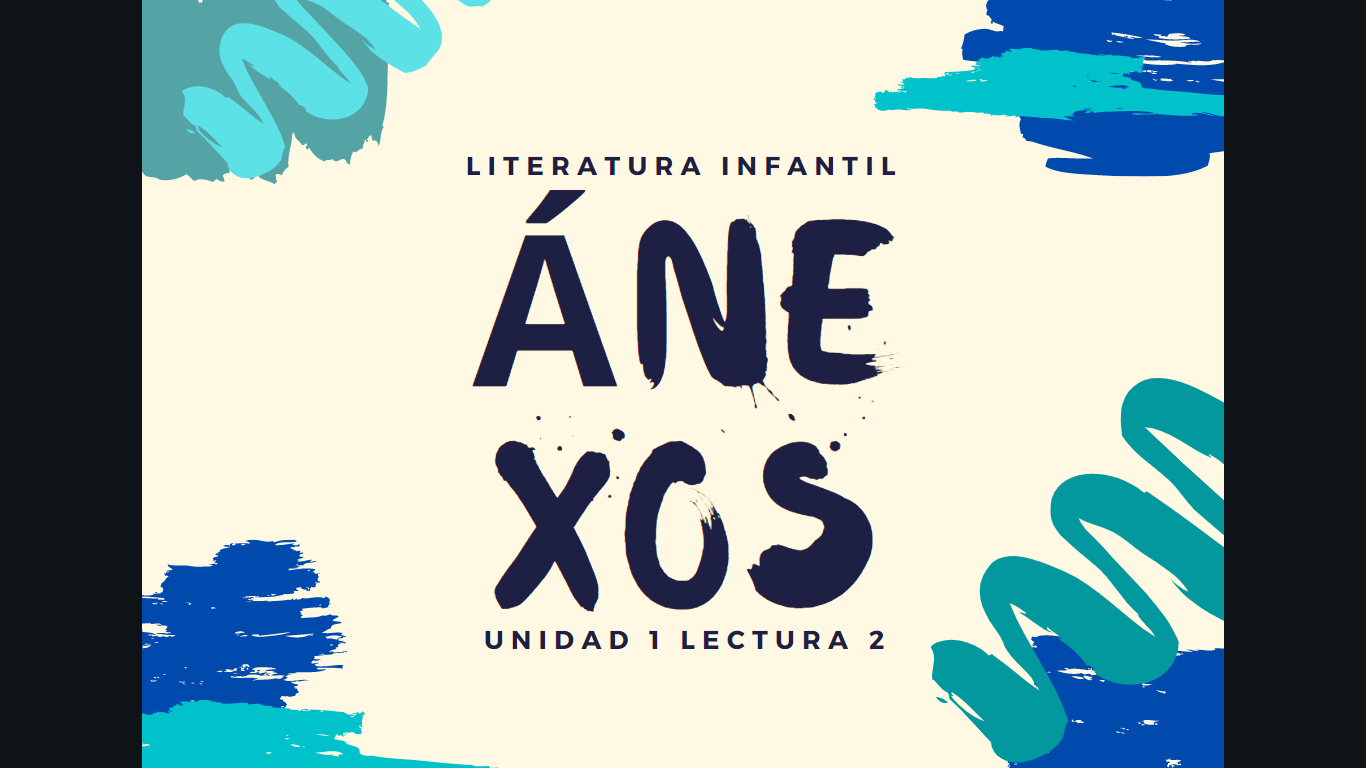 LITERATURA INFANTIL
ÁNE
XOS
UNIDAD 1 LECTURA 2